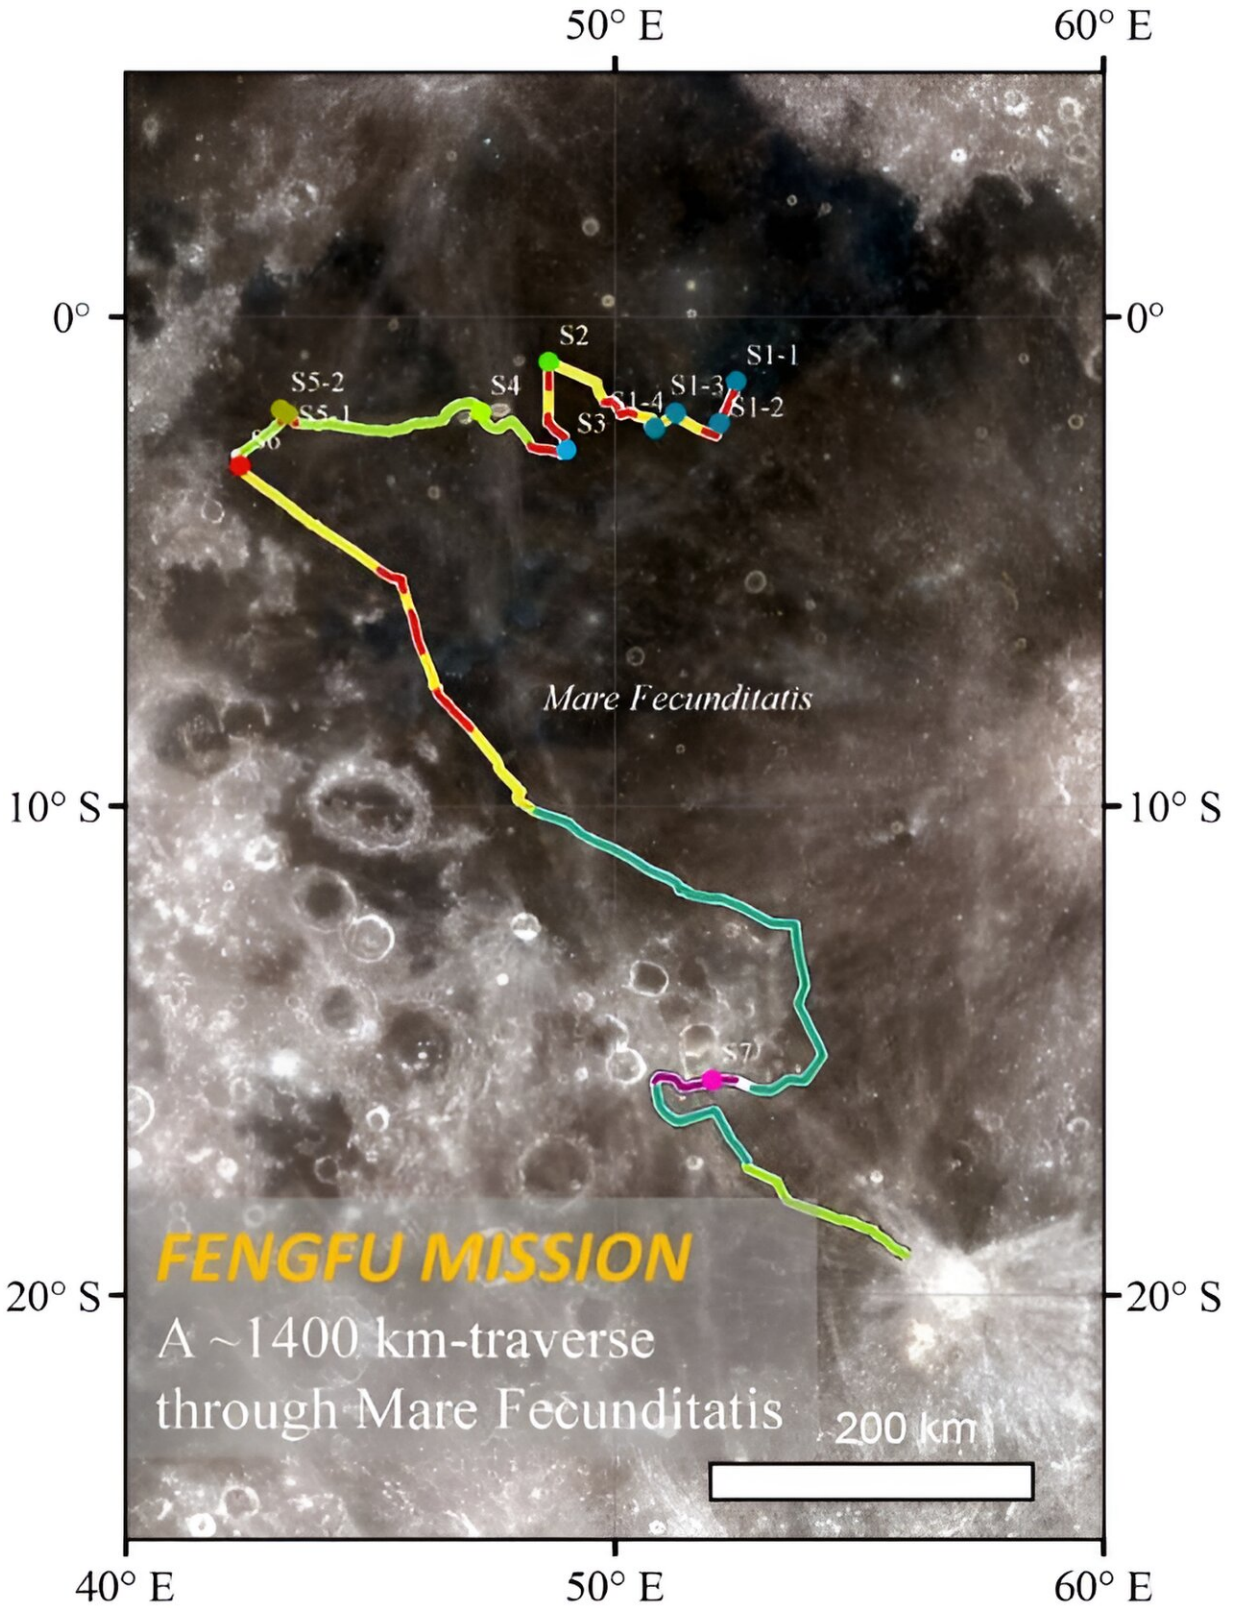 50° E
60° E
0°
0°
S2
S1-1
S5-2
S4
S1-3
S1-4
S1-2
S5-1
S3
S6
Mare Fecunditatis
10° S
10° S
S7
FENGFU MISSION
20° S
20° S
A ~1400 km-traverse
through Mare Fecunditatis
200 km
40° E
50° E
60° E